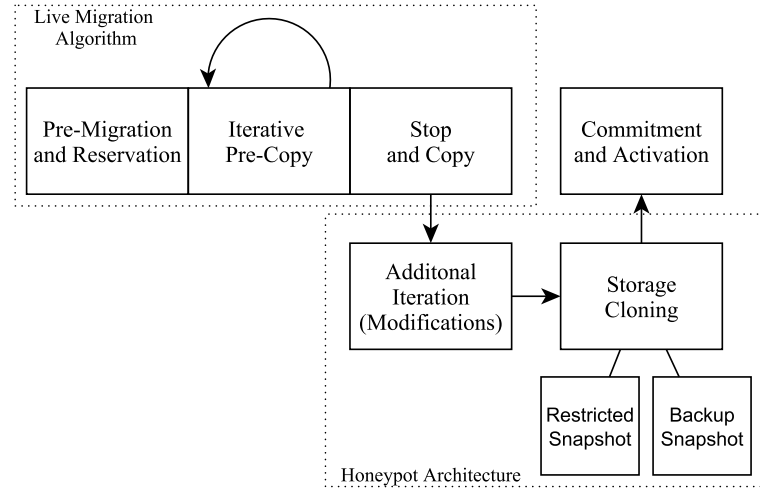 Live Migration
Algorithm
Pre-Migration
and Reservation
Iterative
Pre-Copy
Stop
and Copy
Commitment
and Activation
Additonal
Iteration
(Modifications)
Storage
Cloning
Restricted
Snapshot
Backup
Snapshot
Honeypot Architecture